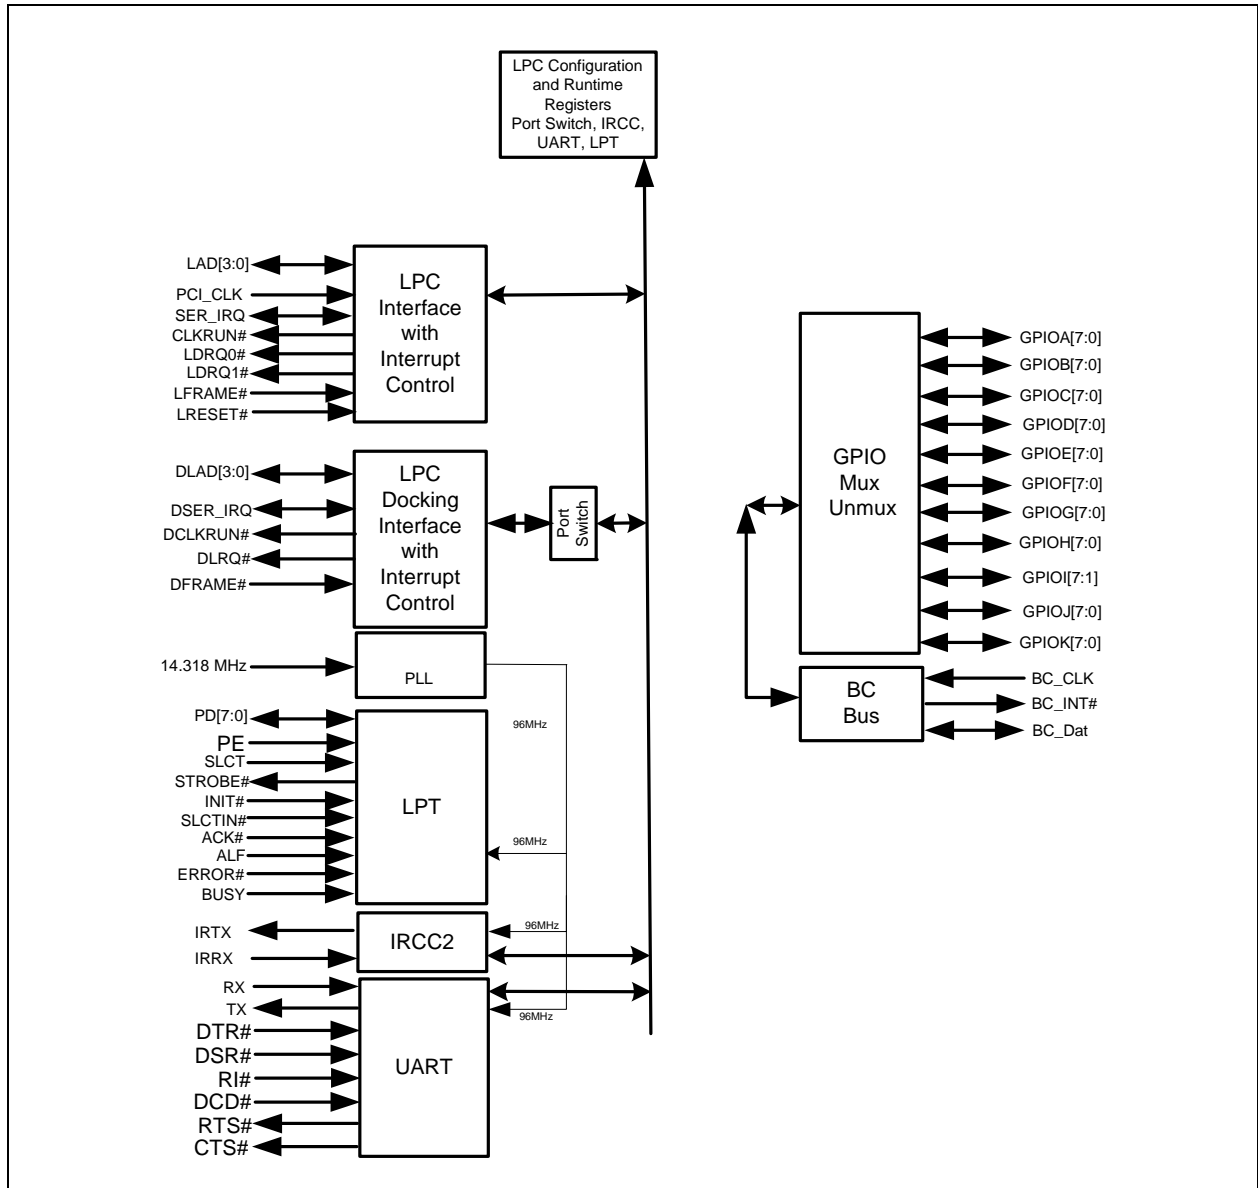 LPC Configuration
and Runtime
Registers
Port Switch, IRCC,
UART, LPT
LAD[3:0]
PCI_CLK
SER_IRQ
CLKRUN#
LDRQ0#
LDRQ1#
LFRAME#
LRESET#
LPC
Interface
with
Interrupt
Control
DLAD[3:0]
DSER_IRQ
DCLKRUN#
DLRQ#
DFRAME#
LPC
Docking
Interface
with
Interrupt
Control
Port
Switch
14.318 MHz
PLL
96MHz
PD[7:0]
PE
SLCT
STROBE#
INIT#
SLCTIN#
ACK#
ALF
ERROR#
BUSY
LPT
96MHz
IRTX
IRRX
IRCC2
96MHz
RX
TX
DTR#
DSR#
RI#
DCD#
RTS#
CTS#
UART
96MHz
GPIO
Mux
Unmux
GPIOA[7:0]
GPIOB[7:0]
GPIOC[7:0]
GPIOD[7:0]
GPIOE[7:0]
GPIOF[7:0]
GPIOG[7:0]
GPIOH[7:0]
GPIOI[7:1]
GPIOJ[7:0]
GPIOK[7:0]
BC
Bus
BC_CLK
BC_INT#
BC_Dat